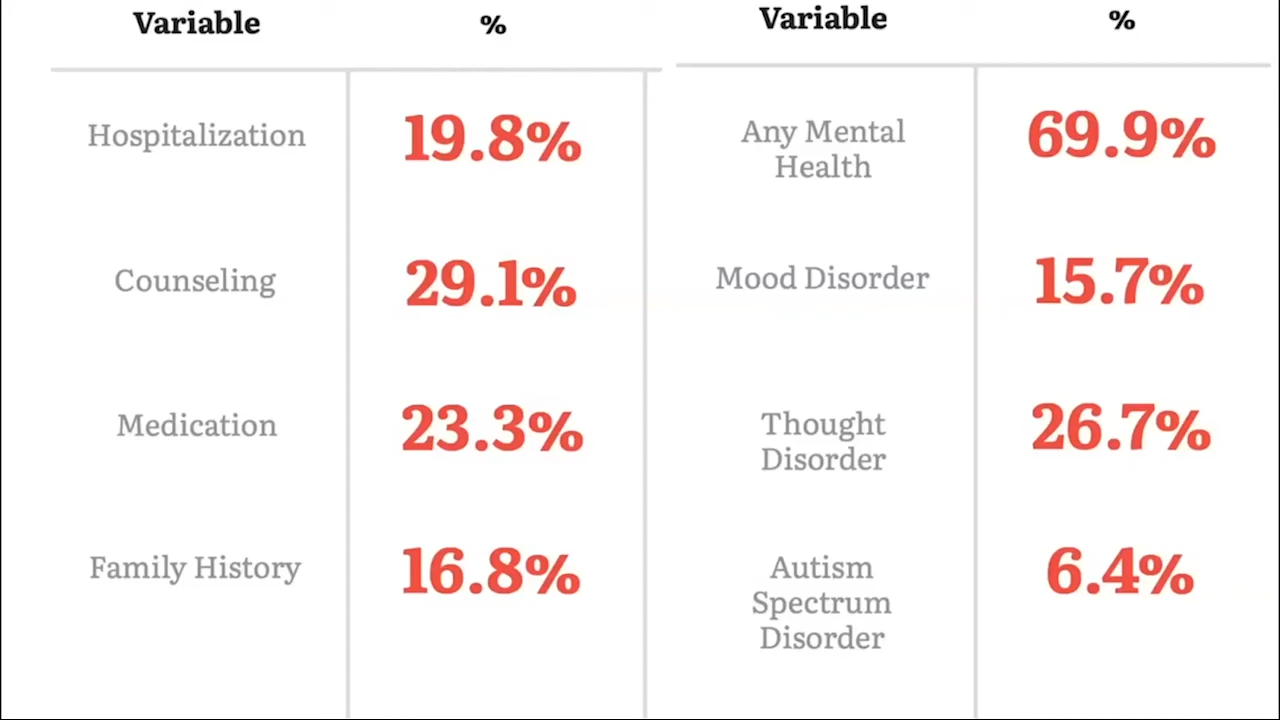 Variable %
Hospitalization 19.8%
Counseling 29.1%
Medication 23.3%
Family History 16.8%
Variable %
Any Mental
Health 69.9%
Mood Disorder 15.7%
Thought
Disorder 26.7%
Autism
Spectrum
Disorder 6.4%